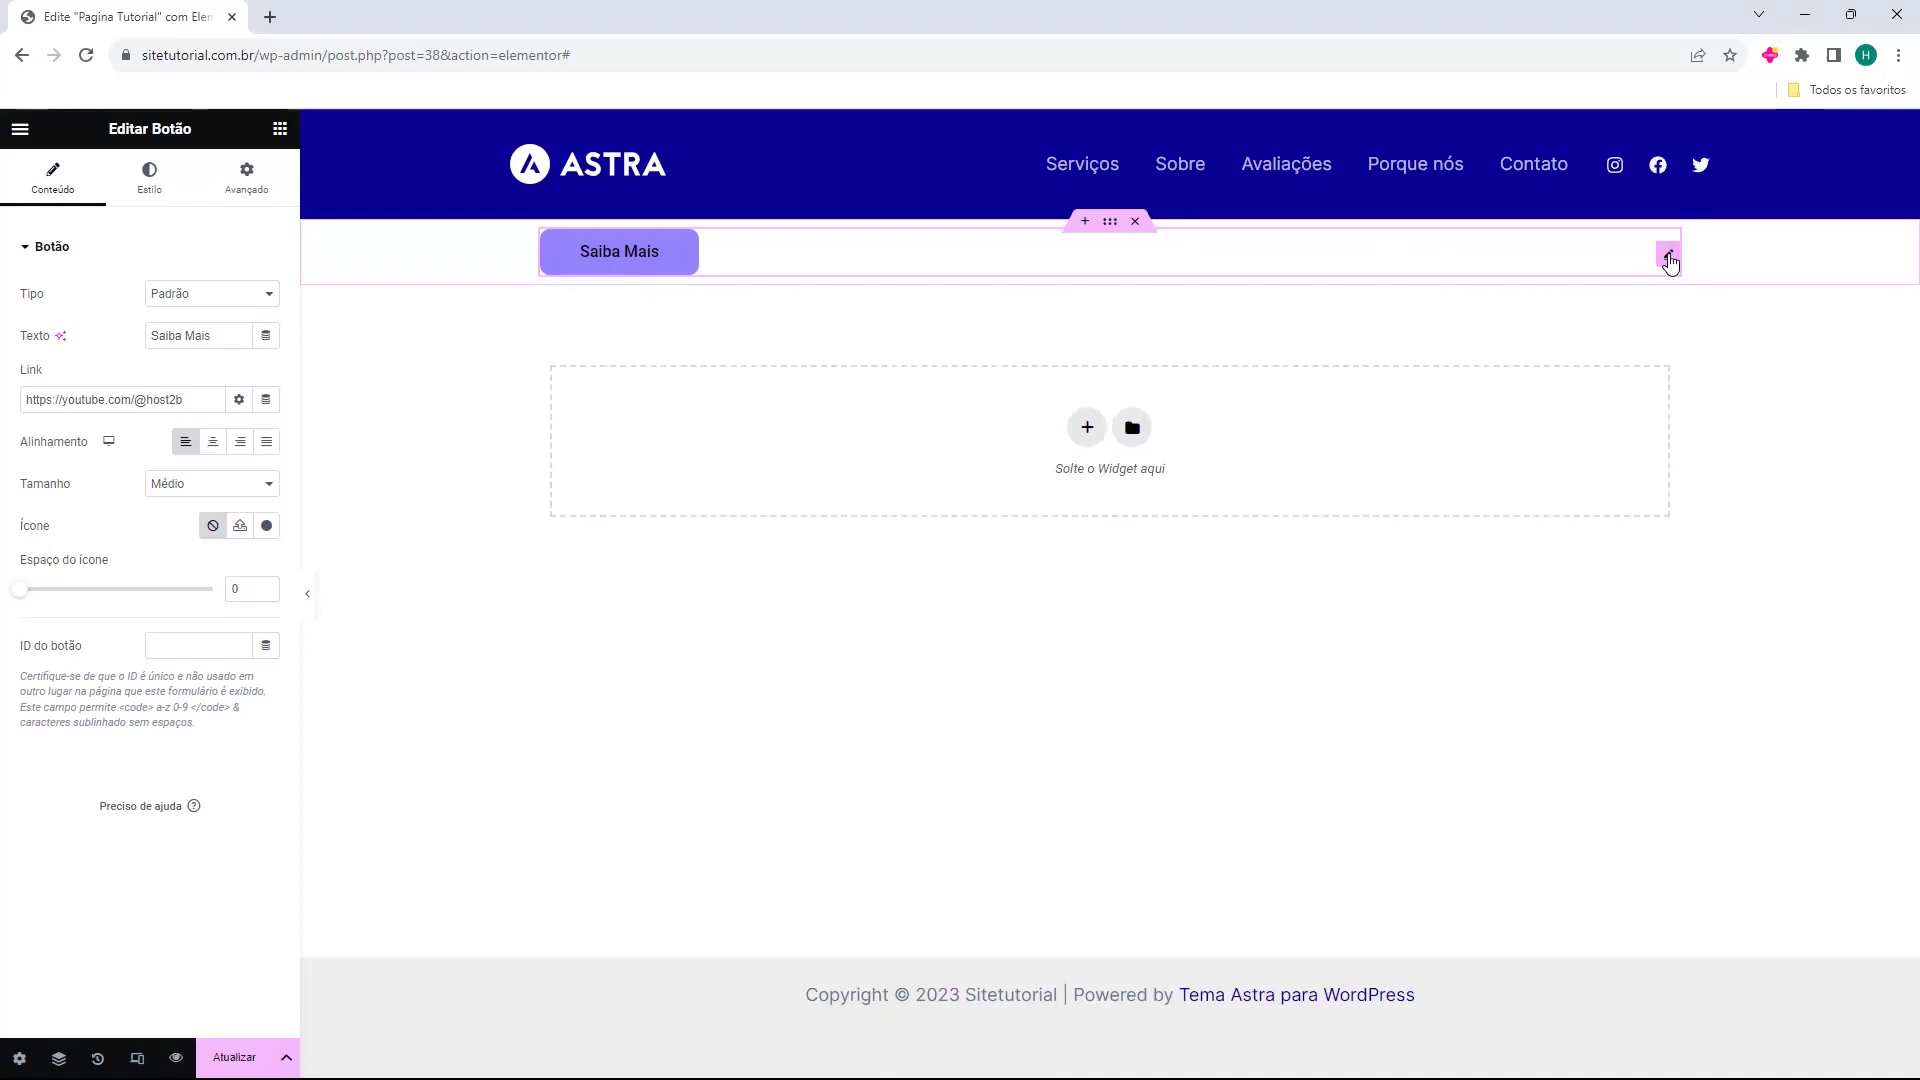 Edite "Pagina Tutorial" com Elem
sitetutorial.com.br/wp-admin/post.php?post=38&action=elementor#
H
Todos os favoritos
Editar Botão
Conteúdo
Estilo
Avançado
ASTRA
Serviços
Sobre
Avaliações
Porque nós
Contato
Botão
Saiba Mais
Tipo
Padrão
Texto
Saiba Mais
Link
https://youtube.com/@host2b
Alinhamento
Tamanho
Médio
Solte o Widget aqui
Ícone
Espaço do ícone
0
ID do botão
Certifique-se de que o ID é único e não usado em
outro lugar na página que este formulário é exibido.
Este campo permite <code> a-z 0-9 </code> &
caracteres sublinhado sem espaços.
Preciso de ajuda
Copyright © 2023 Sitetutorial | Powered by Tema Astra para WordPress
Atualizar